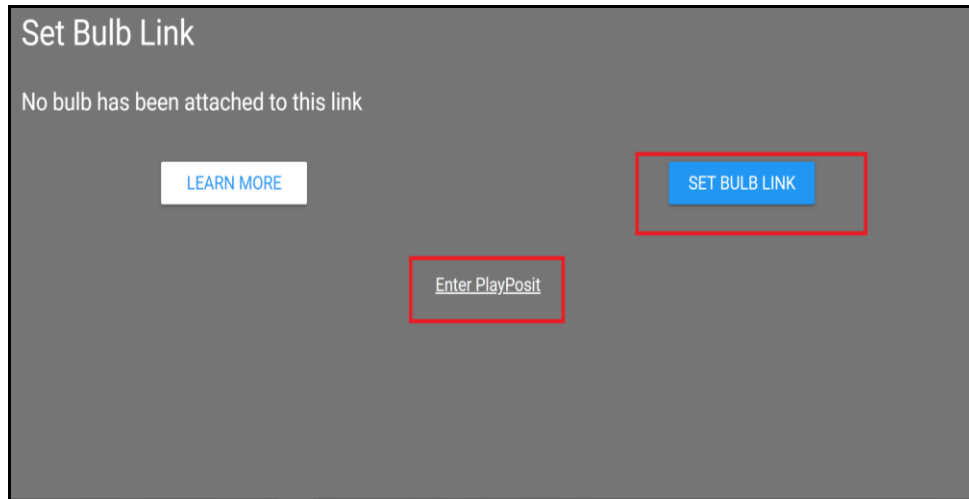 Set Bulb Link
No bulb has been attached to this link
LEARN MORE
SET BULB LINK
Enter PlayPosit